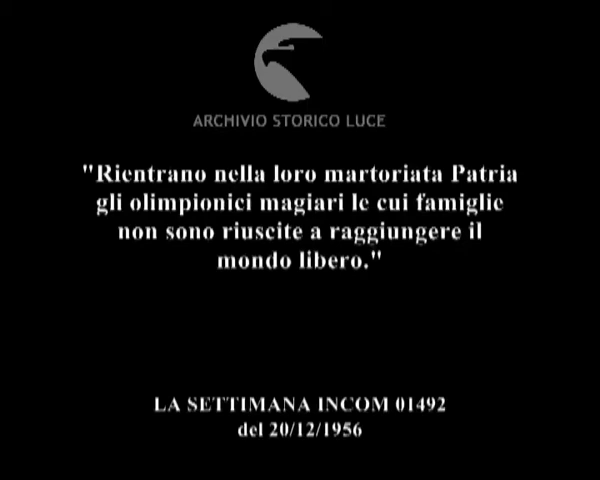 ARCHIVIO STORICO LUCE
"Rientrano nella loro martoriata Patria
gli olimpionici magiari le cui famiglie
non sono riuscite a raggiungere il
mondo libero."
LA SETTIMANA INCOM 01492
del 20/12/1956